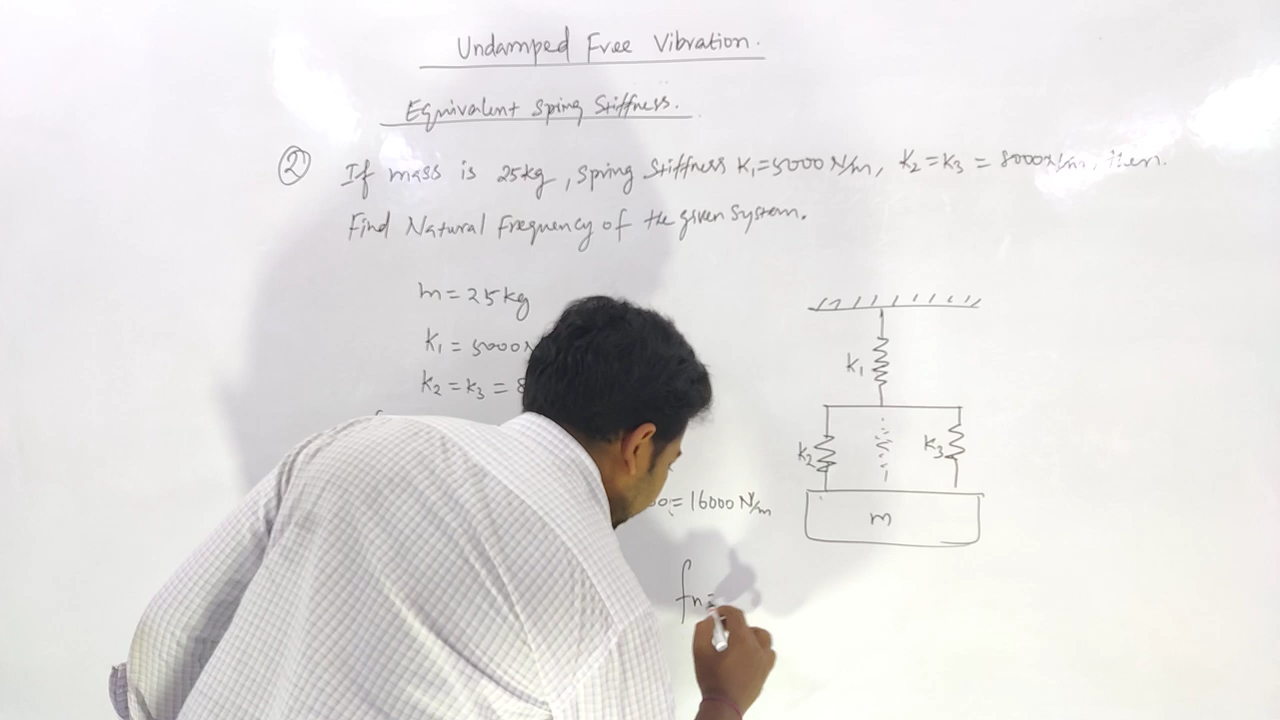 Undamped Free Vibration.
Equivalent Spring Stiffness.
② If mass is 25kg, Spring Stiffness K₁=5000 N/m, K₂=K₃ = 8000N/m, then.
Find Natural Frequency of the given System.
m = 25kg
K₁ = 5000
K₂ = K₃ = 8
00 = 16000 N/m
fn =
K₁
K₂
K₃
m